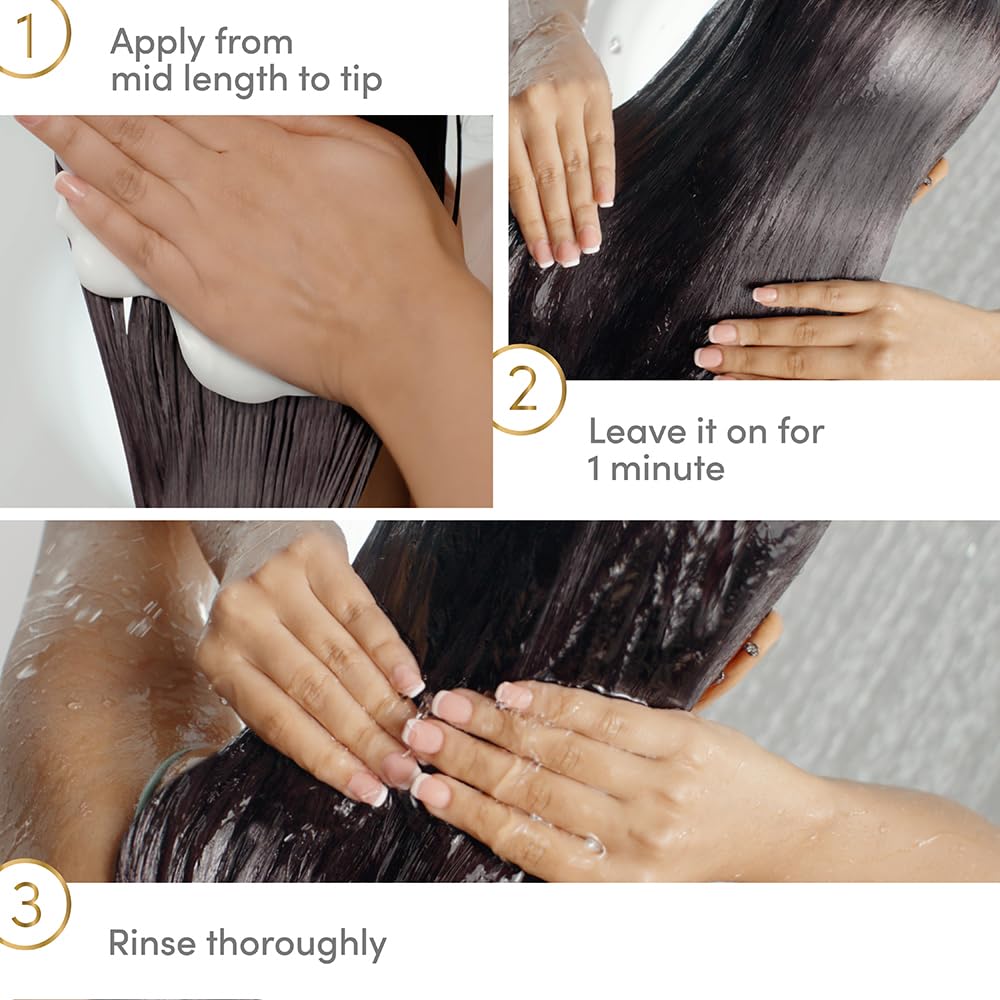 1
Apply from
mid length to tip
2
Leave it on for
1 minute
3
Rinse thoroughly